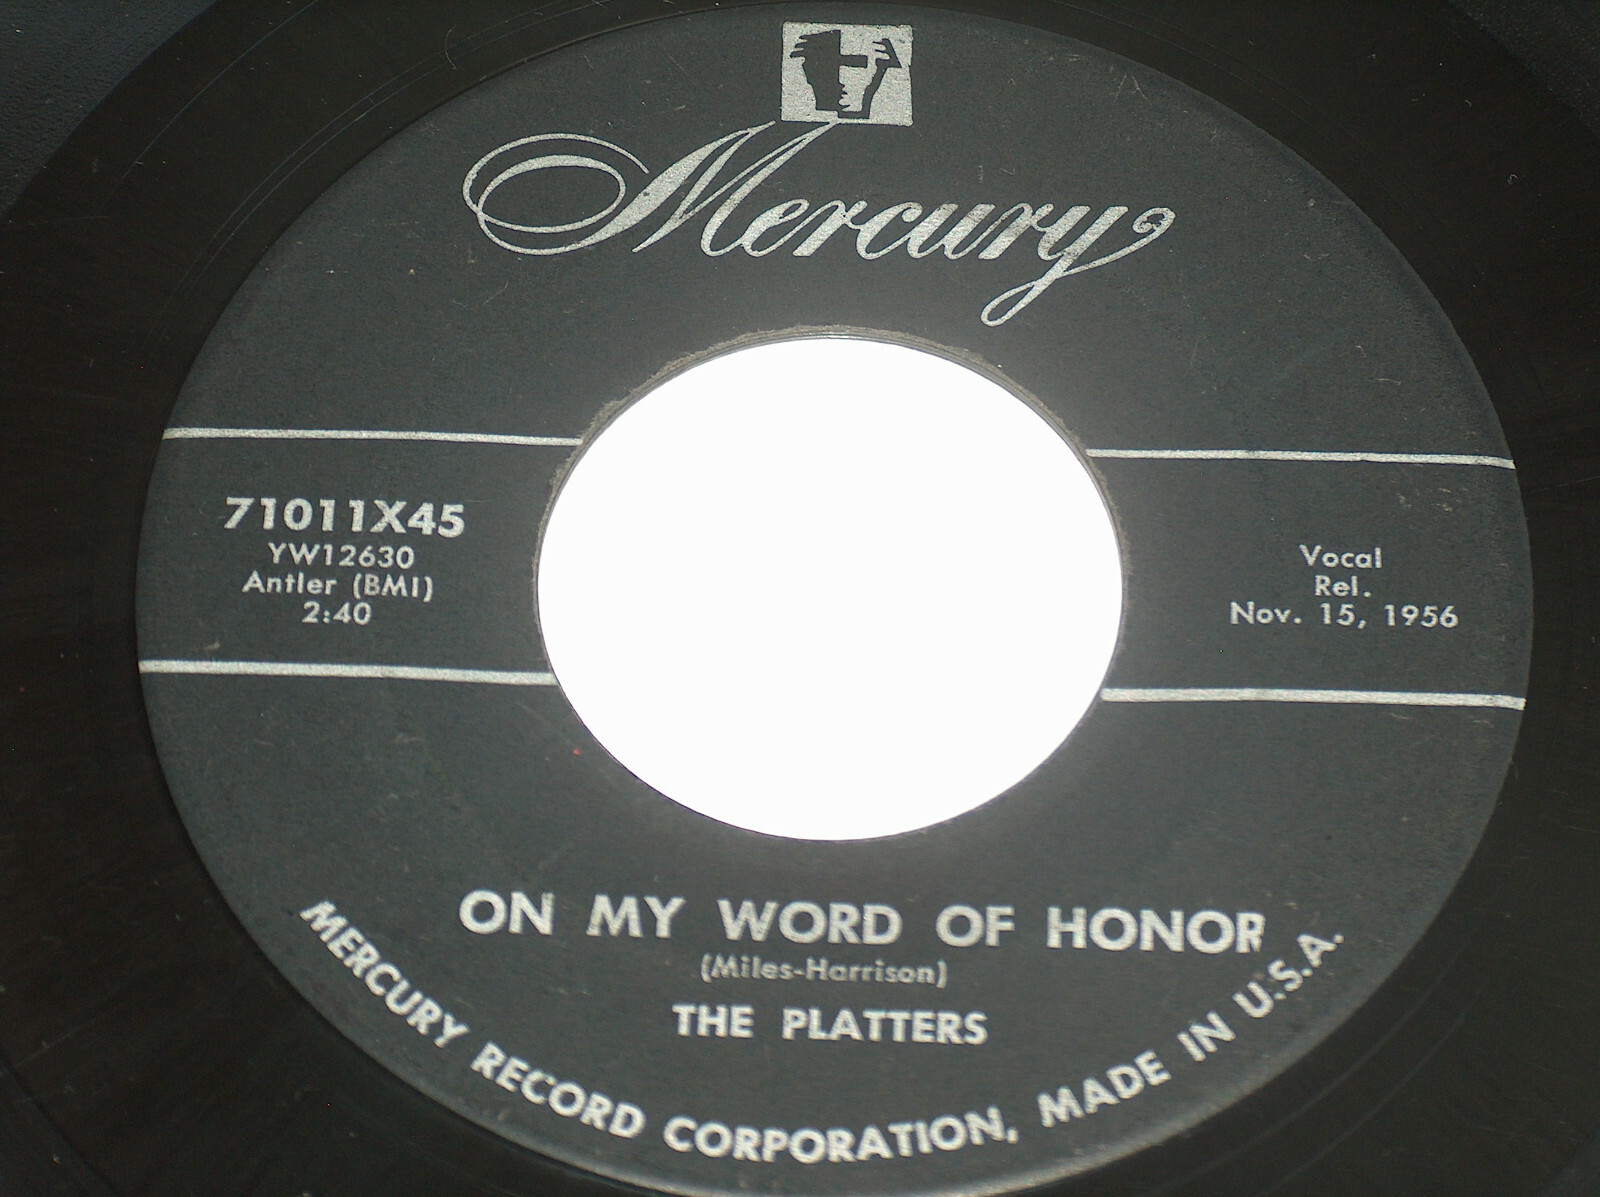 Mercury
71011X45
YW12630
Antler (BMI)
2:40
Vocal
Rel.
Nov. 15, 1956
ON MY WORD OF HONOR
(Miles-Harrison)
THE PLATTERS
MERCURY RECORD CORPORATION, MADE IN U.S.A.